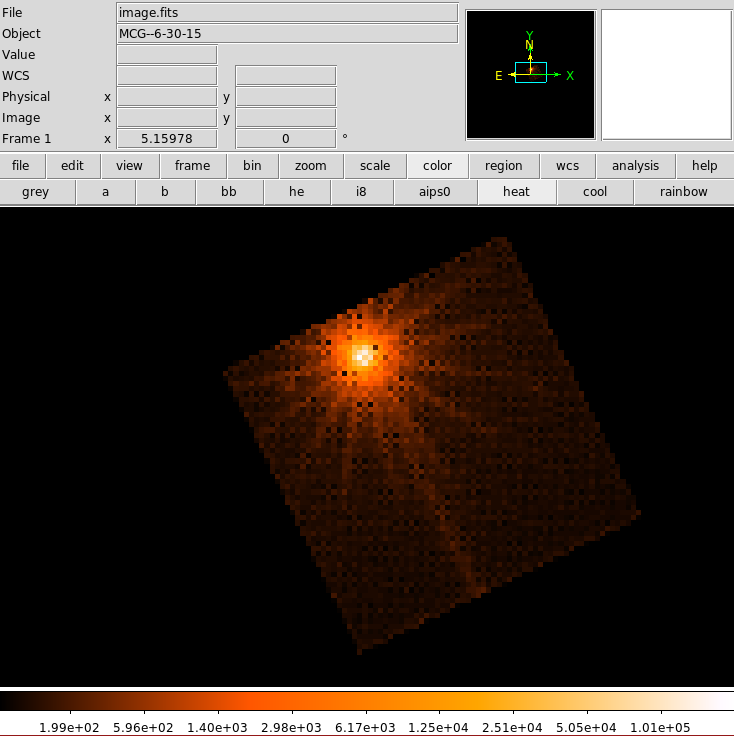 File image.fits
Object MCG--6-30-15
Value
WCS
Physical x y
Image x y
Frame 1 x 5.15978 0 °
Y
N
E X
file edit view frame bin zoom scale color region wcs analysis help
grey a b bb he i8 aips0 heat cool rainbow
1.99e+02 5.96e+02 1.40e+03 2.98e+03 6.17e+03 1.25e+04 2.51e+04 5.05e+04 1.01e+05